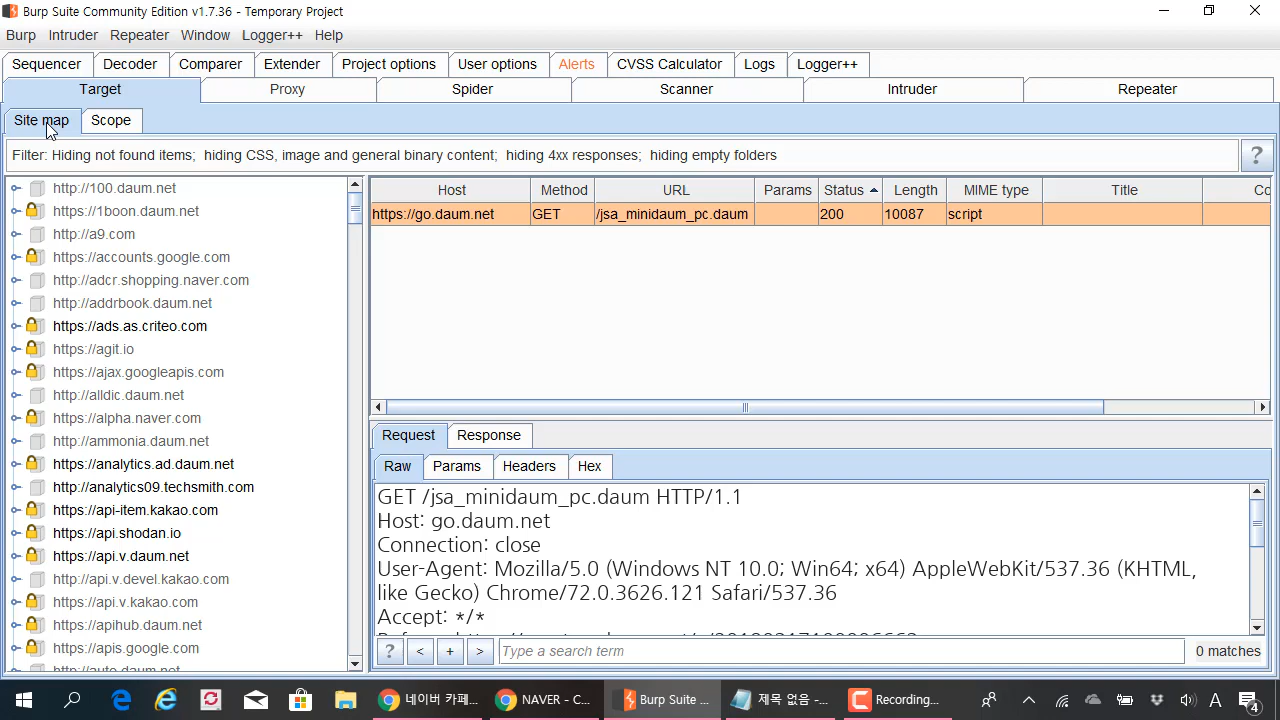 Burp Suite Community Edition v1.7.36 - Temporary Project
Burp Intruder Repeater Window Logger++ Help
Sequencer Decoder Comparer Extender Project options User options Alerts CVSS Calculator Logs Logger++
Target Proxy Spider Scanner Intruder Repeater
Site map Scope
Filter: Hiding not found items; hiding CSS, image and general binary content; hiding 4xx responses; hiding empty folders
?
http://100.daum.net
https://1boon.daum.net
http://a9.com
https://accounts.google.com
http://adcr.shopping.naver.com
http://addrbook.daum.net
https://ads.as.criteo.com
https://agit.io
https://ajax.googleapis.com
http://alldic.daum.net
https://alpha.naver.com
http://ammonia.daum.net
https://analytics.ad.daum.net
http://analytics09.techsmith.com
https://api-item.kakao.com
https://api.shodan.io
https://api.v.daum.net
http://api.v.devel.kakao.com
https://api.v.kakao.com
https://apihub.daum.net
https://apis.google.com
http://auto.daum.net
Host Method URL Params Status Length MIME type Title Co
https://go.daum.net GET /jsa_minidaum_pc.daum 200 10087 script
Request Response
Raw Params Headers Hex
GET /jsa_minidaum_pc.daum HTTP/1.1
Host: go.daum.net
Connection: close
User-Agent: Mozilla/5.0 (Windows NT 10.0; Win64; x64) AppleWebKit/537.36 (KHTML,
like Gecko) Chrome/72.0.3626.121 Safari/537.36
Accept: */*
? < + > Type a search term 0 matches
네이버 카페... NAVER - C... Burp Suite ... 제목 없음 -... Recording... A 4